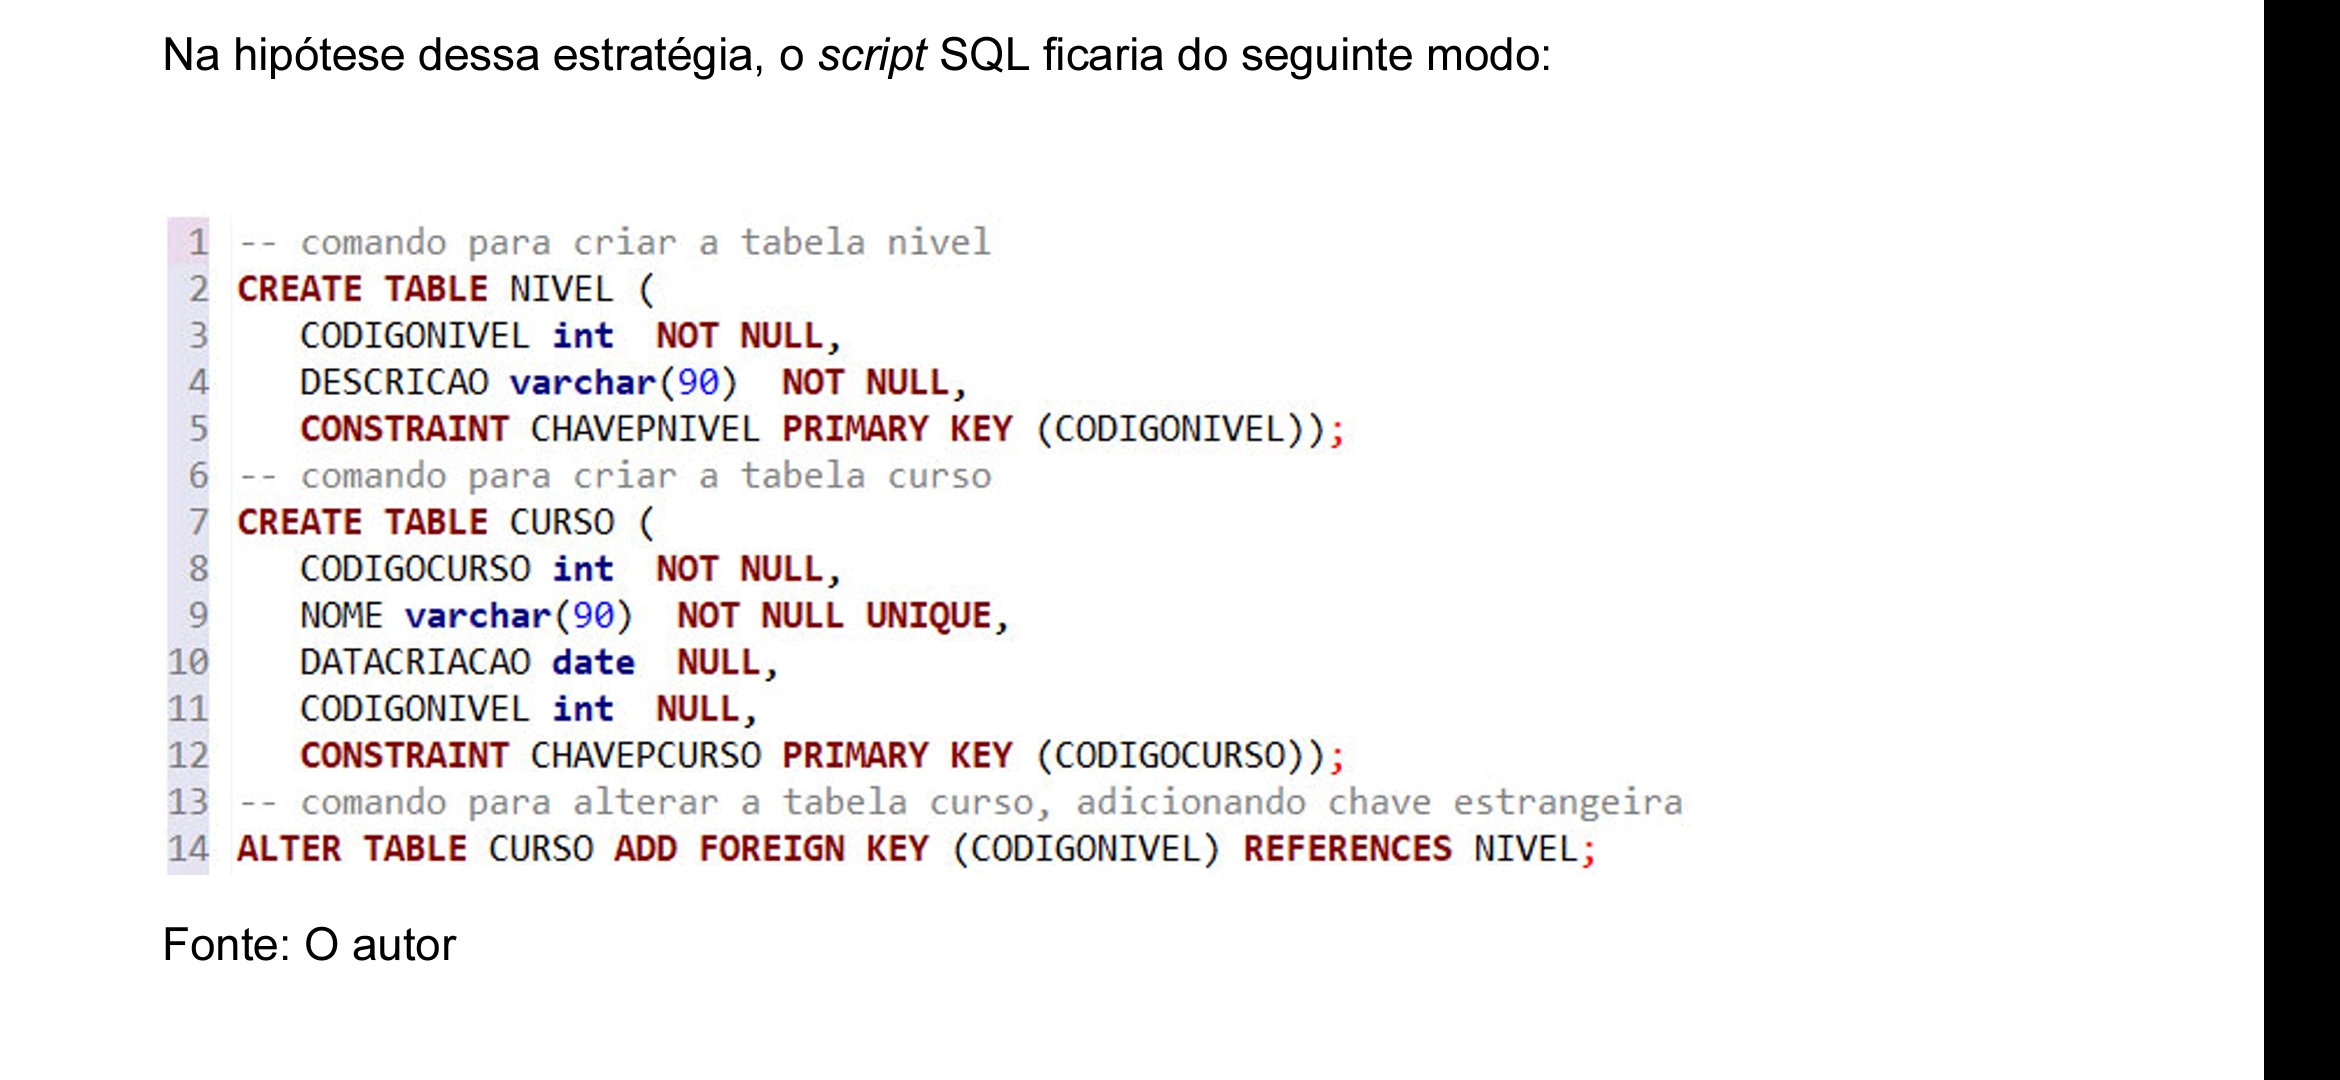 Na hipótese dessa estratégia, o script SQL ficaria do seguinte modo:
1 -- comando para criar a tabela nivel
2 CREATE TABLE NIVEL (
3 CODIGONIVEL int NOT NULL,
4 DESCRICAO varchar(90) NOT NULL,
5 CONSTRAINT CHAVEPNIVEL PRIMARY KEY (CODIGONIVEL));
6 -- comando para criar a tabela curso
7 CREATE TABLE CURSO (
8 CODIGOCURSO int NOT NULL,
9 NOME varchar(90) NOT NULL UNIQUE,
10 DATACRIACAO date NULL,
11 CODIGONIVEL int NULL,
12 CONSTRAINT CHAVEPCURSO PRIMARY KEY (CODIGOCURSO));
13 -- comando para alterar a tabela curso, adicionando chave estrangeira
14 ALTER TABLE CURSO ADD FOREIGN KEY (CODIGONIVEL) REFERENCES NIVEL;
Fonte: O autor